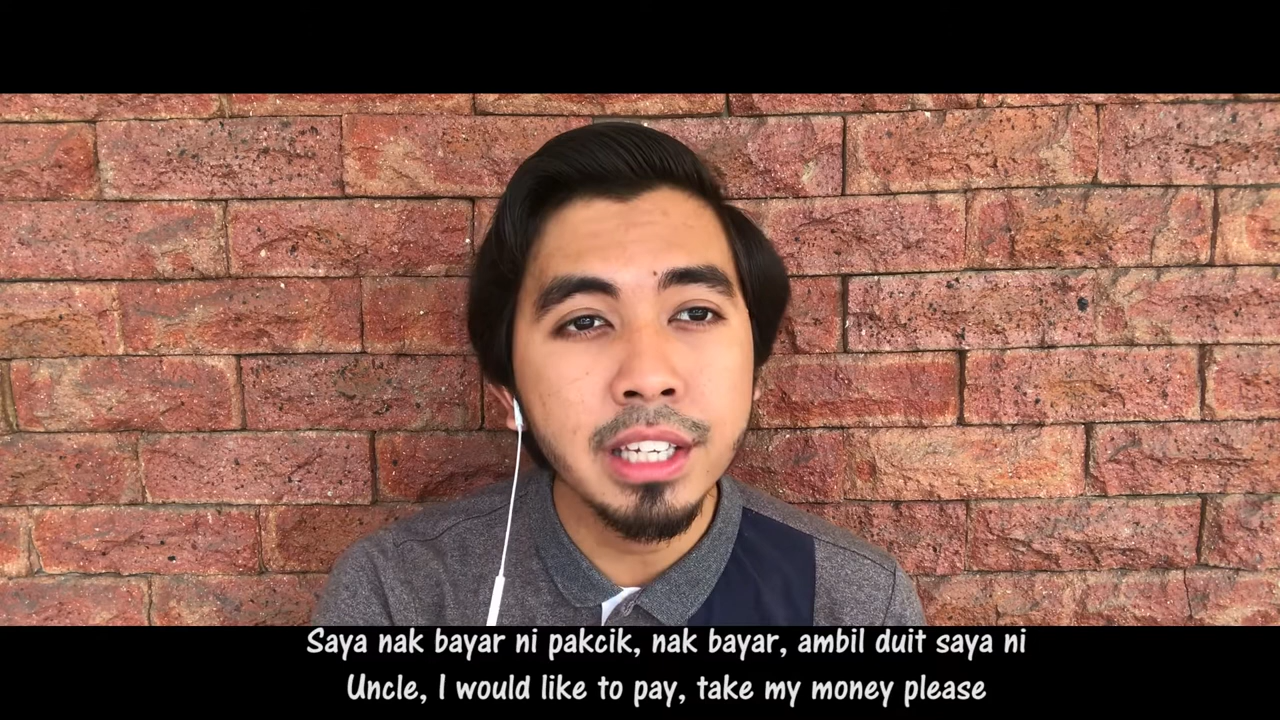 Saya nak bayar ni pakcik, nak bayar, ambil duit saya ni
Uncle, I would like to pay, take my money please